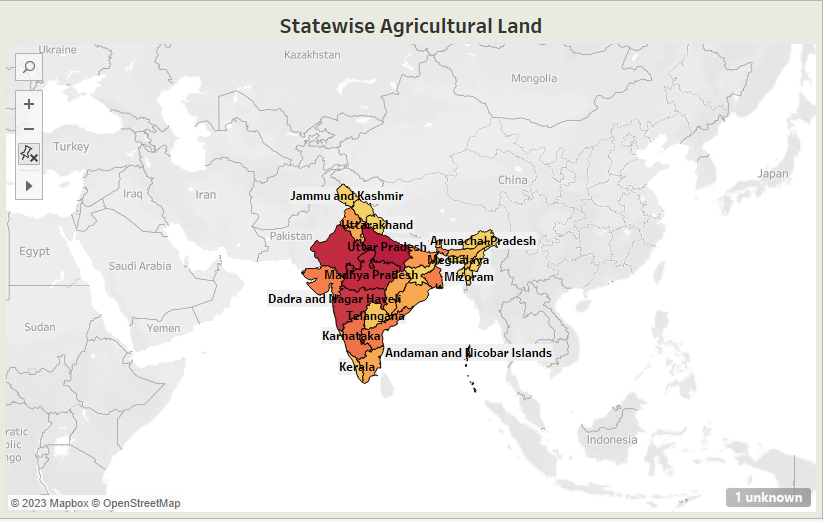 Statewise Agricultural Land
Ukraine
Kazakhstan
Mongolia
Turkey
Japan
China
Iraq
Iran
Jammu and Kashmir
Uttarakhand
Pakistan
Arunachal Pradesh
Egypt
Uttar Pradesh
Meghalaya
Saudi Arabia
Madhya Pradesh
Mizoram
Dadra and Nagar Haveli
Sudan
Telangana
Yemen
Karnataka
Andaman and Nicobar Islands
Kerala
ratic
blic
ngo
Indonesia
1 unknown
© 2023 Mapbox © OpenStreetMap